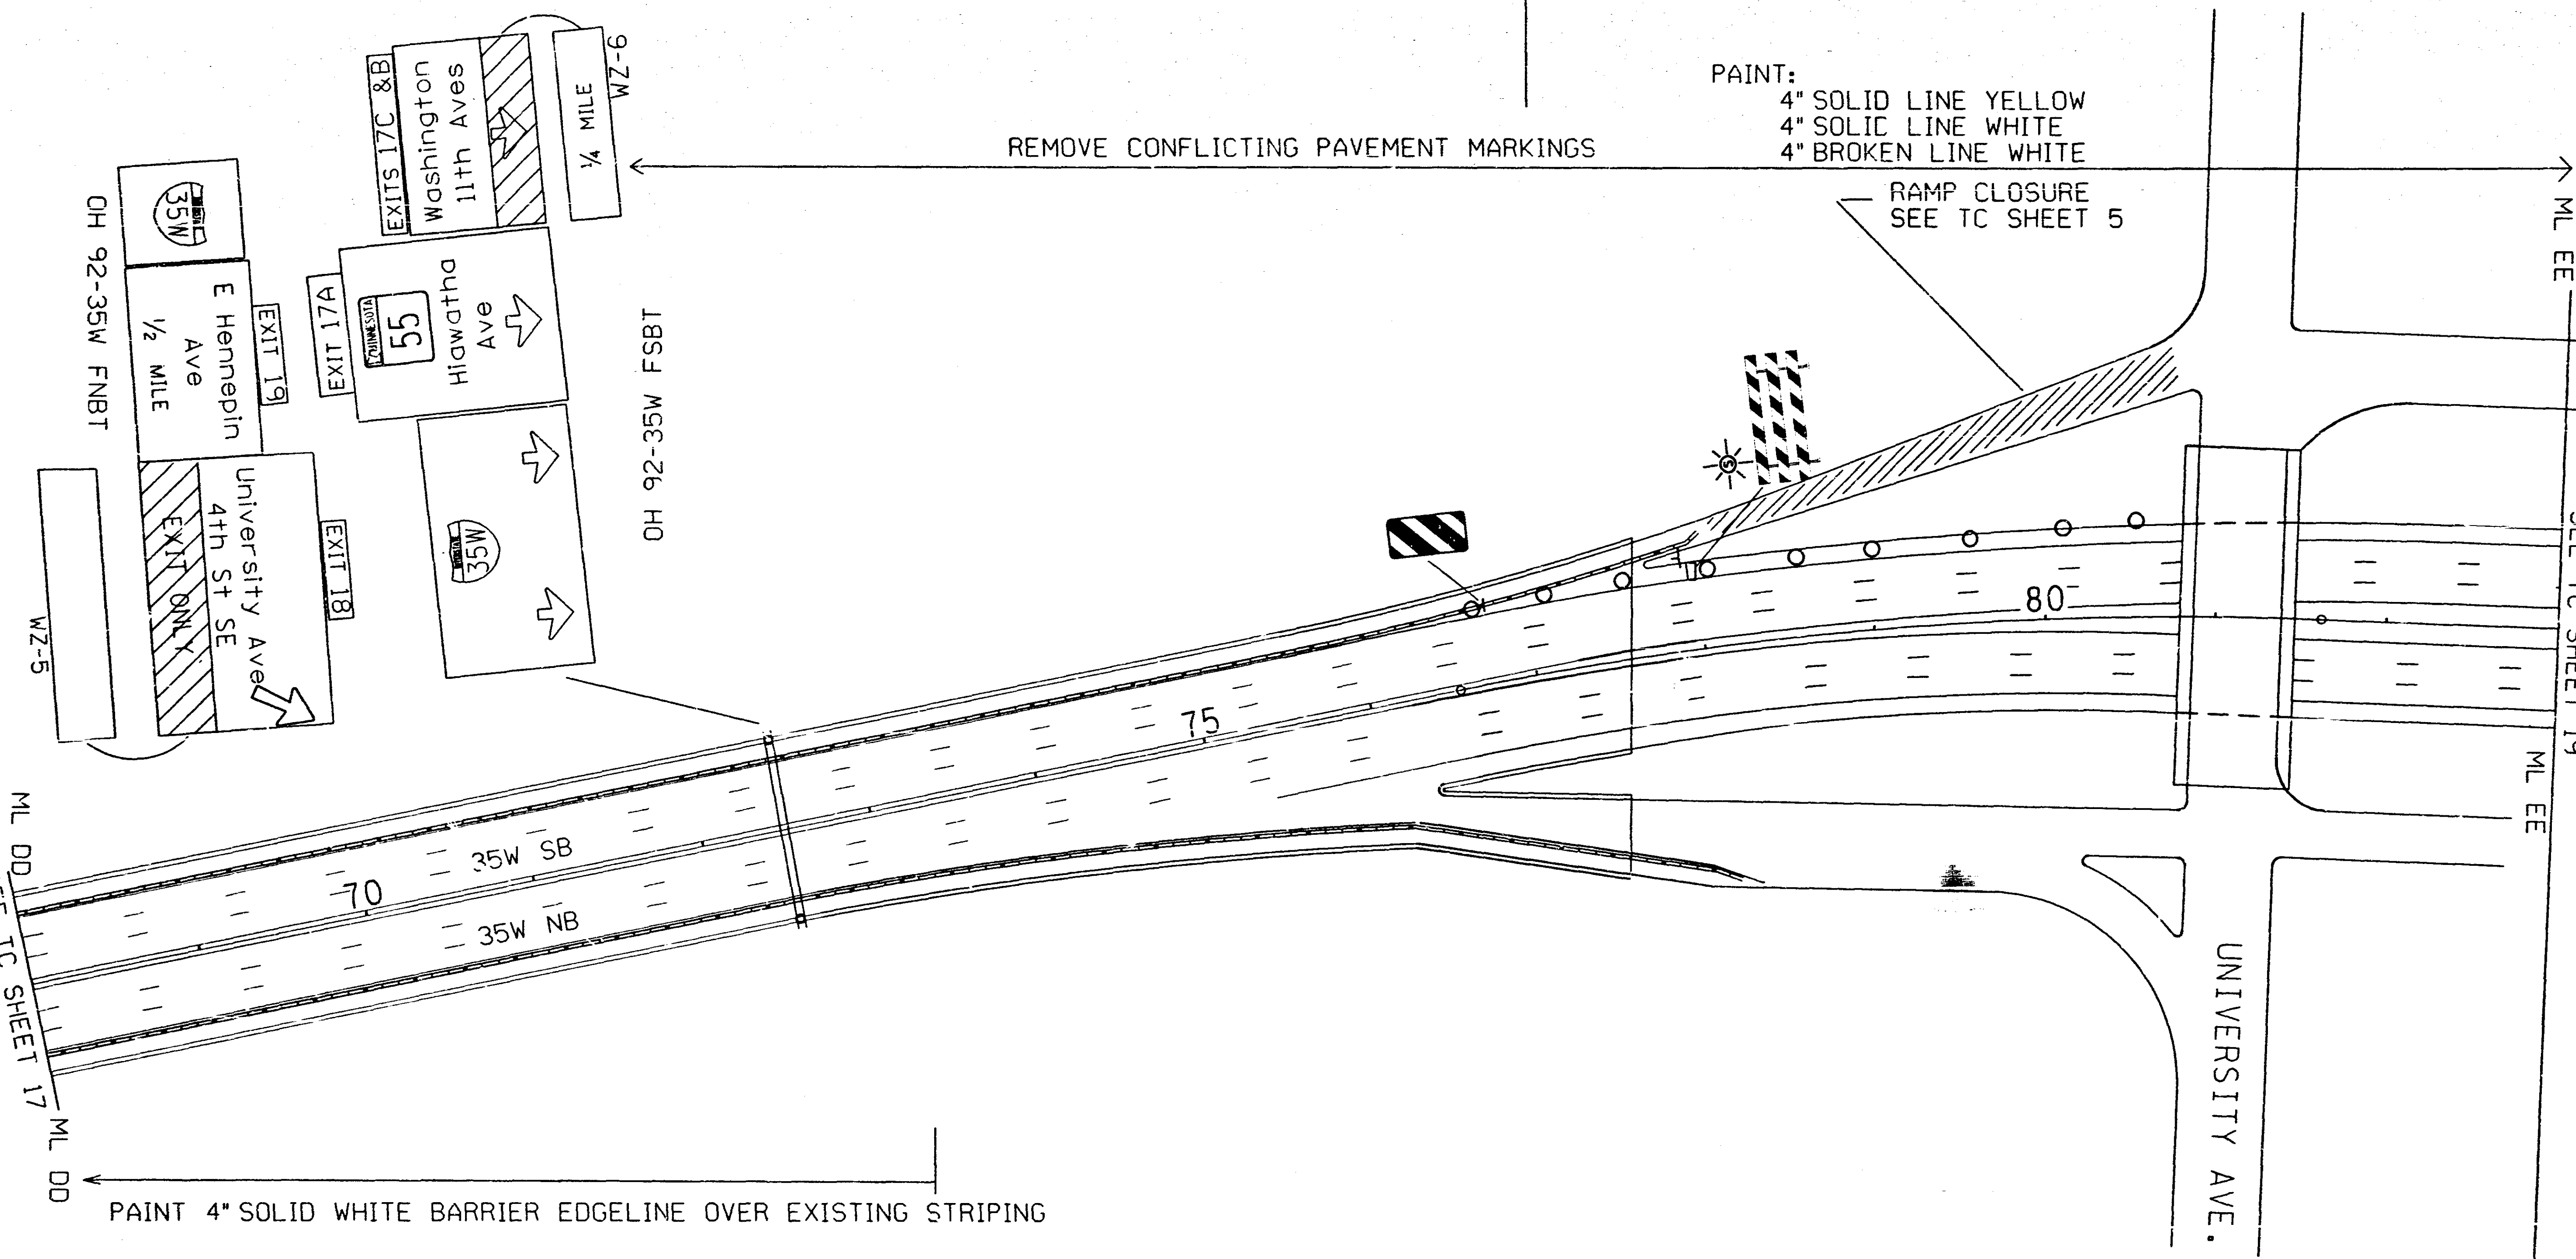 PAINT:
4" SOLID LINE YELLOW
4" SOLIC LINE WHITE
4" BROKEN LINE WHITE
REMOVE CONFLICTING PAVEMENT MARKINGS
RAMP CLOSURE
SEE TC SHEET 5
WZ-6
1/4 MILE
EXITS 17C &B
Washington
11th Aves
EXIT 17A
MINNESOTA
55
Hiawatha
Ave
35W
OH 92-35W FSBT
35W
EXIT 19
E Hennepin
Ave
1/2 MILE
OH 92-35W FNBT
EXIT 18
University Ave
4th St SE
EXIT ONLY
WZ-5
S
80
75
70
35W SB
35W NB
ML EE
SEE TC SHEET 19
ML EE
UNIVERSITY AVE.
ML DD
TC SHEET 17
ML DD
PAINT 4" SOLID WHITE BARRIER EDGELINE OVER EXISTING STRIPING